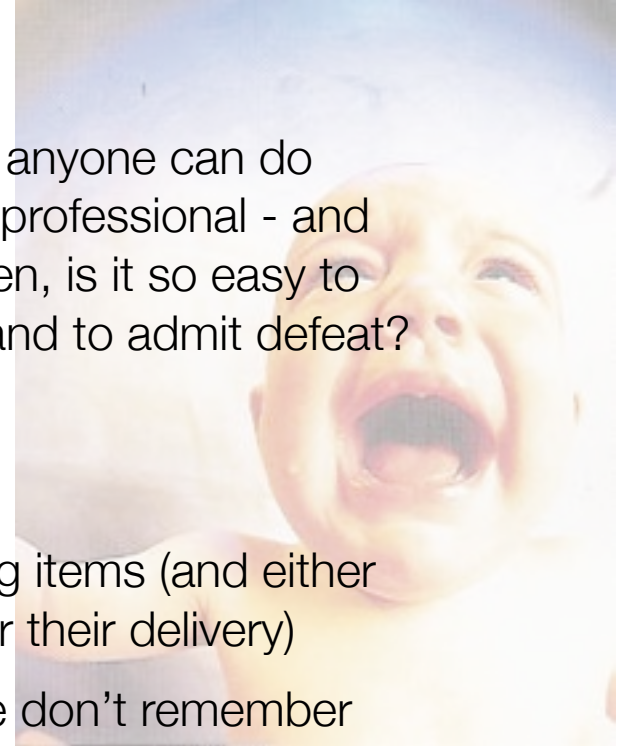 anyone can do
professional - and
en, is it so easy to
and to admit defeat?
g items (and either
r their delivery)
e don’t remember